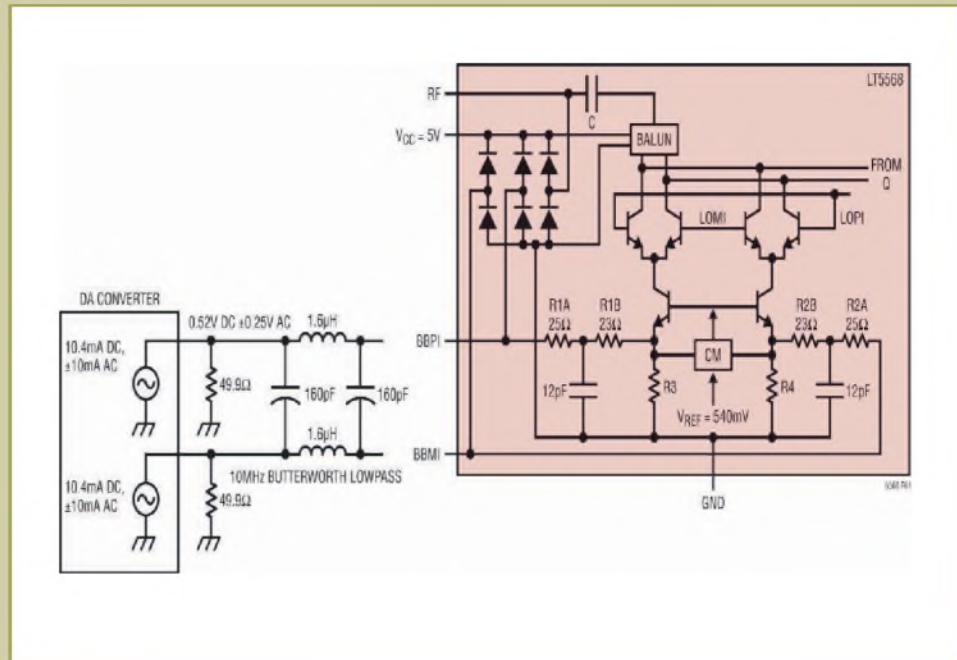 LT5568
RF
C
V_CC = 5V
BALUN
FROM
Q
LOMI
LOPI
DA CONVERTER
0.52V DC ±0.25V AC
1.6µH
R1A
25Ω
R1B
23Ω
R2B
23Ω
R2A
25Ω
10.4mA DC,
±10mA AC
BBPI
CM
49.9Ω
160pF
160pF
12pF
R3
R4
12pF
V_REF = 540mV
1.6µH
BBMI
10MHz BUTTERWORTH LOWPASS
10.4mA DC,
±10mA AC
49.9Ω
GND